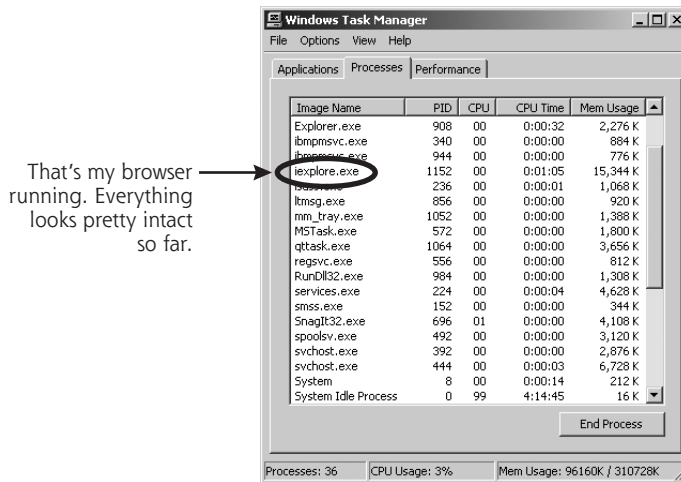 Windows Task Manager
File Options View Help
Applications Processes Performance
Image Name PID CPU CPU Time Mem Usage
Explorer.exe 908 00 0:00:32 2,276 K
ibmpmsvc.exe 340 00 0:00:00 884 K
ibmpmsvc.exe 944 00 0:00:00 776 K
iexplore.exe 1152 00 0:01:05 15,344 K
lsass.exe 236 00 0:00:01 1,068 K
ltmsg.exe 856 00 0:00:00 920 K
mm_tray.exe 1052 00 0:00:00 1,388 K
MSTask.exe 572 00 0:00:00 1,800 K
qttask.exe 1064 00 0:00:00 3,656 K
regsvc.exe 556 00 0:00:00 812 K
RunDll32.exe 984 00 0:00:00 1,308 K
services.exe 224 00 0:00:04 4,628 K
smss.exe 152 00 0:00:00 344 K
SnagIt32.exe 696 01 0:00:00 4,108 K
spoolsv.exe 492 00 0:00:00 3,120 K
svchost.exe 392 00 0:00:00 2,876 K
svchost.exe 444 00 0:00:03 6,728 K
System 8 00 0:00:14 212 K
System Idle Process 0 99 4:14:45 16 K
End Process
Processes: 36 CPU Usage: 3% Mem Usage: 96160K / 310728K
That's my browser
running. Everything
looks pretty intact
so far.